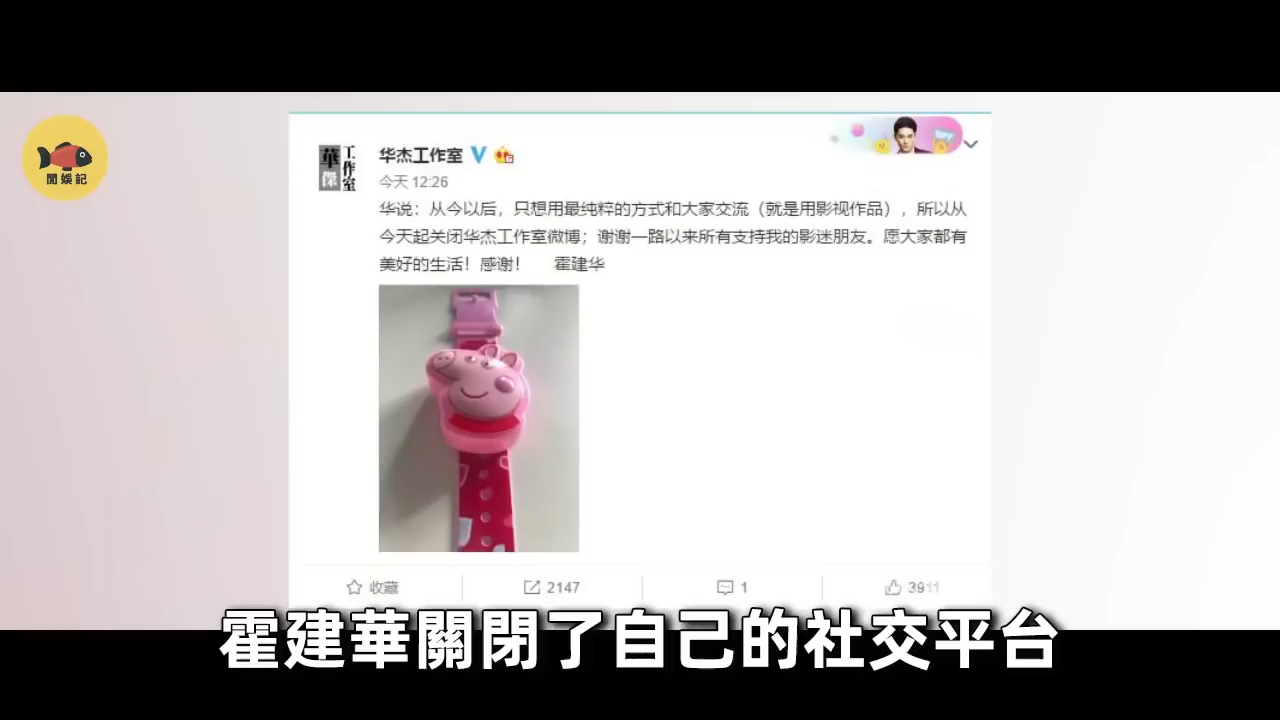 閒娛記
華傑
工作室
华杰工作室
今天 12:26
华说：从今以后，只想用最纯粹的方式和大家交流（就是用影视作品），所以从
今天起关闭华杰工作室微博；谢谢一路以来所有支持我的影迷朋友。愿大家都有
美好的生活！感谢！ 霍建华
收藏
2147
1
3911
霍建華關閉了自己的社交平台